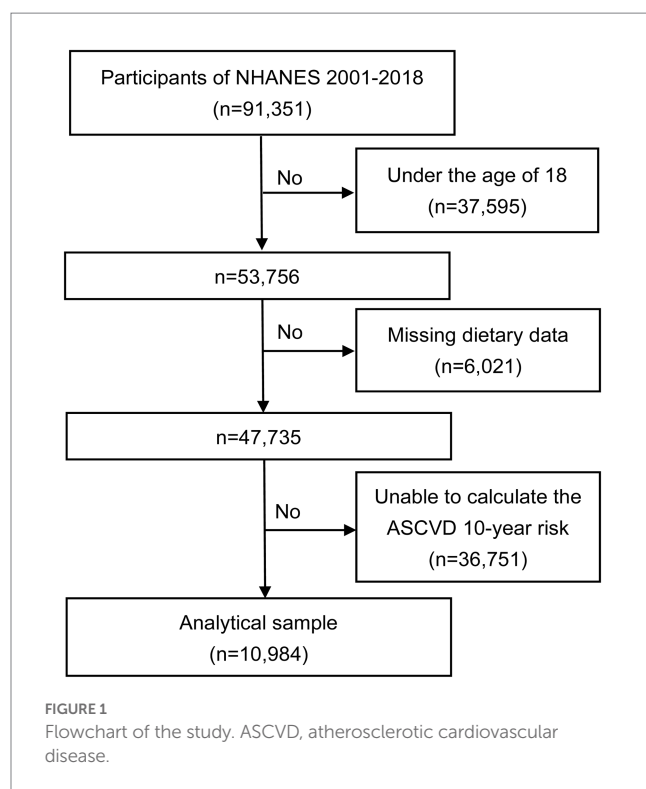 Participants of NHANES 2001-2018
(n=91,351)
No
Under the age of 18
(n=37,595)
n=53,756
No
Missing dietary data
(n=6,021)
n=47,735
No
Unable to calculate the
ASCVD 10-year risk
(n=36,751)
Analytical sample
(n=10,984)
FIGURE 1
Flowchart of the study. ASCVD, atherosclerotic cardiovascular
disease.